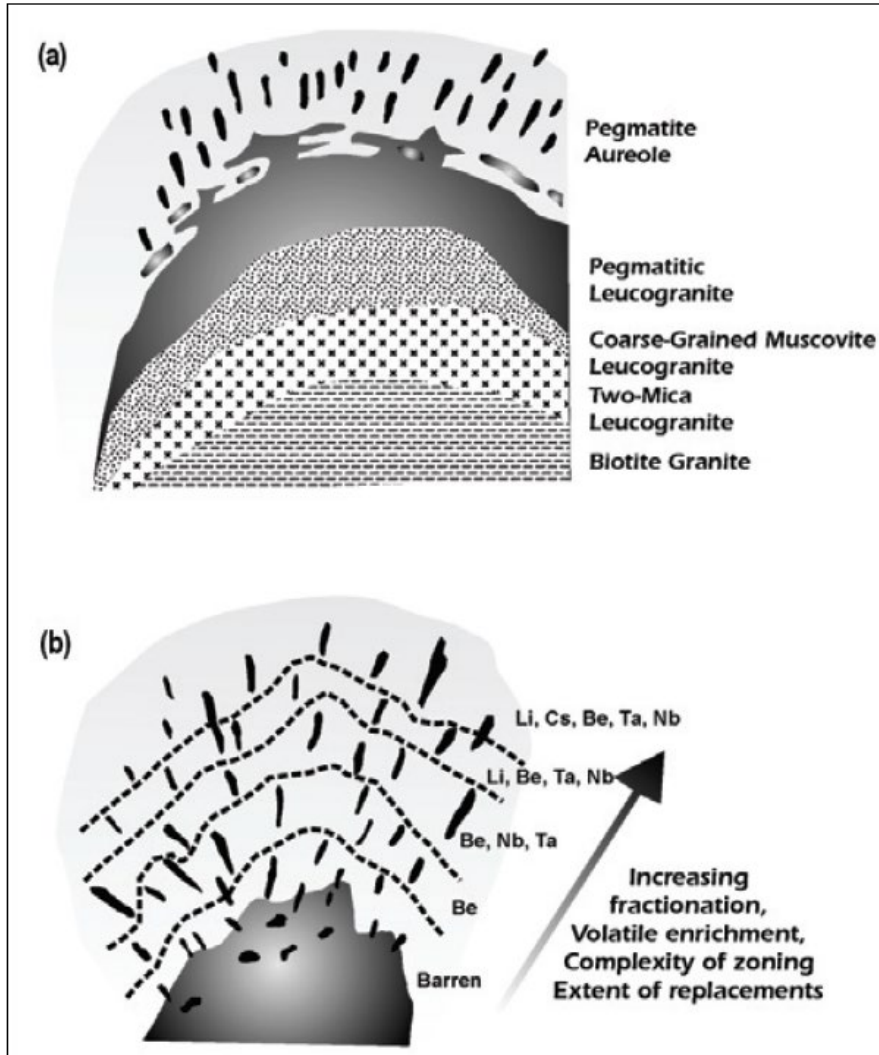 (a)
Pegmatite
Aureole
Pegmatitic
Leucogranite
Coarse-Grained Muscovite
Leucogranite
Two-Mica
Leucogranite
Biotite Granite
(b)
Li, Cs, Be, Ta, Nb
Li, Be, Ta, Nb
Be, Nb, Ta
Be
Barren
Increasing
fractionation,
Volatile enrichment,
Complexity of zoning
Extent of replacements